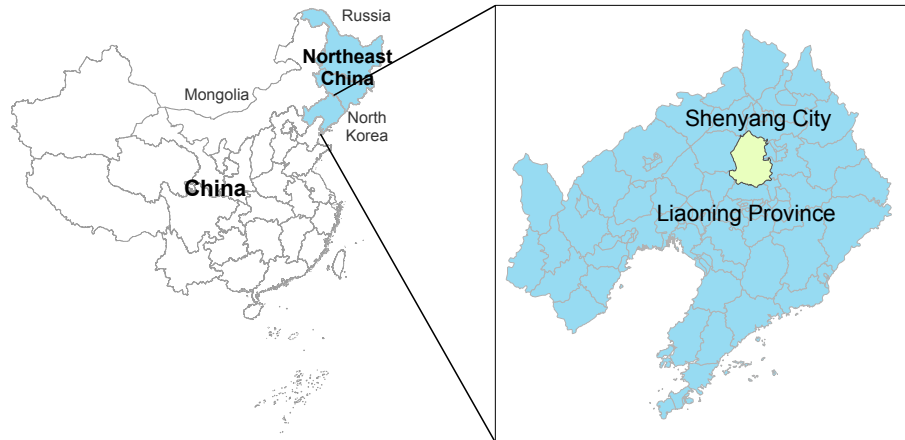 Russia
Northeast
China
Mongolia
North
Korea
China
Shenyang City
Liaoning Province